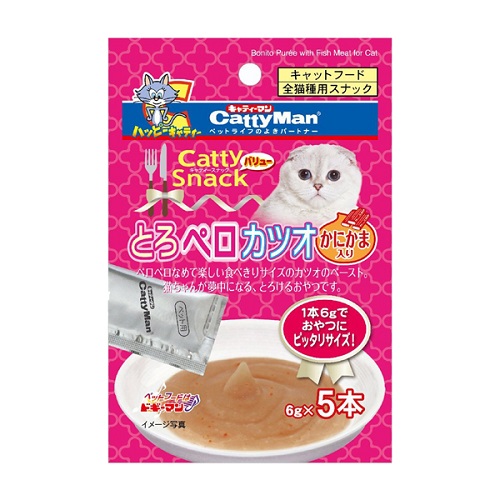 Bonito Puree with Fish Meat for Cat
キャットフード
全猫種用スナック
ハッピーキャティー
キャティーマン
CattyMan
ペットライフのよきパートナー
Catty
バリュー
キャティースナック
Snack
とろペロカツオ
かにかま
入り
ペロペロなめて楽しい食べきりサイズのカツオのペースト。
猫ちゃんが夢中になる、とろけるおやつです。
CattyMan
ペット用
1本6gで
おやつに
ピッタリサイズ!
ペットフードは
ドギーマン
6g×5本
イメージ写真